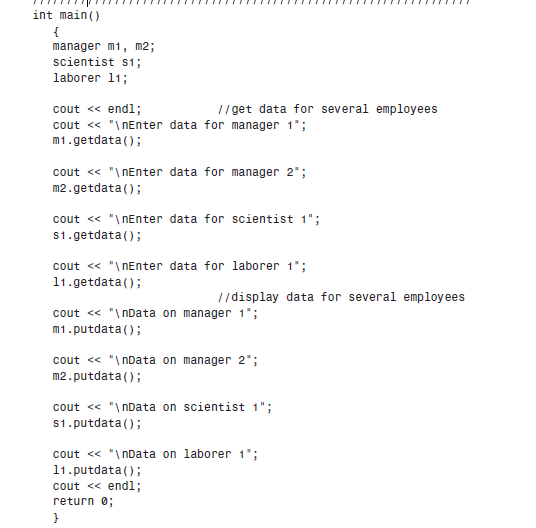 ////////////////////////////////////////////////////////////////
int main()
{
manager m1, m2;
scientist s1;
laborer l1;
cout << endl; //get data for several employees
cout << "\nEnter data for manager 1";
m1.getdata();
cout << "\nEnter data for manager 2";
m2.getdata();
cout << "\nEnter data for scientist 1";
s1.getdata();
cout << "\nEnter data for laborer 1";
l1.getdata();
//display data for several employees
cout << "\nData on manager 1";
m1.putdata();
cout << "\nData on manager 2";
m2.putdata();
cout << "\nData on scientist 1";
s1.putdata();
cout << "\nData on laborer 1";
l1.putdata();
cout << endl;
return 0;
}